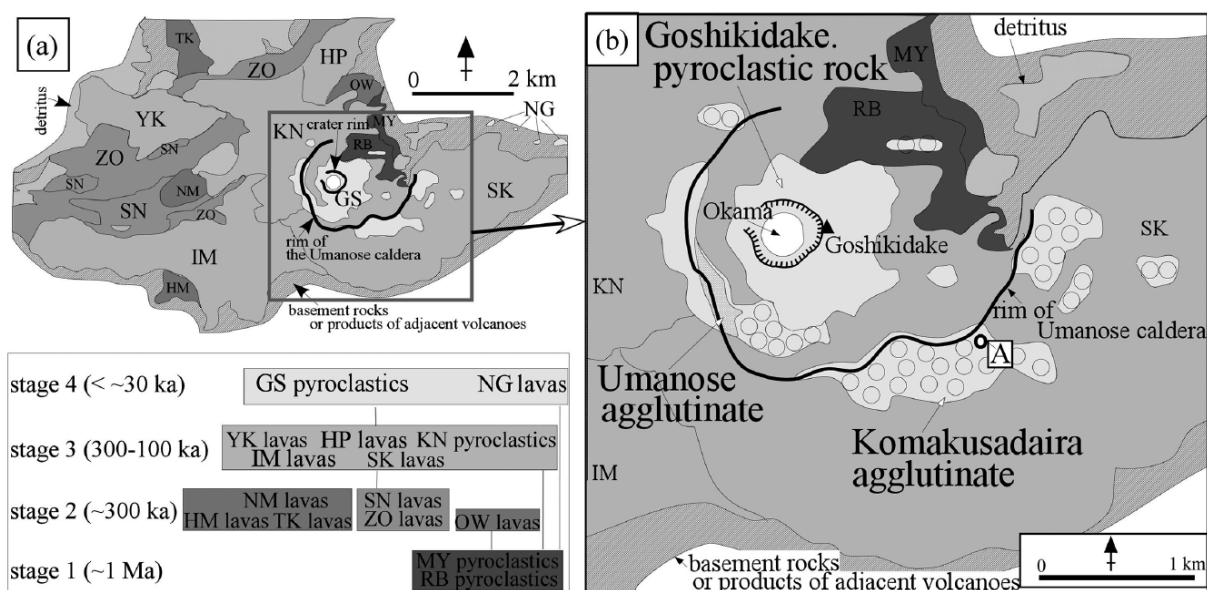 (a)
TK
ZO
HP
OW
0 2 km
detritus
YK
NG
KN
crater rim
MY
RB
ZO
SN
SN
NM
SN
ZO
GS
SK
IM
rim of
the Umanose caldera
HM
basement rocks
or products of adjacent volcanoes
stage 4 (< ~30 ka)
GS pyroclastics NG lavas
stage 3 (300-100 ka)
YK lavas HP lavas KN pyroclastics
IM lavas SK lavas
stage 2 (~300 ka)
NM lavas
HM lavas TK lavas
SN lavas
ZO lavas
OW lavas
stage 1 (~1 Ma)
MY pyroclastics
RB pyroclastics
(b)
Goshikidake.
pyroclastic rock
MY
detritus
RB
Okama
Goshikidake
SK
KN
rim of
Umanose caldera
A
Umanose
agglutinate
Komakusadaira
agglutinate
IM
basement rocks
or products of adjacent volcanoes
0 1 km